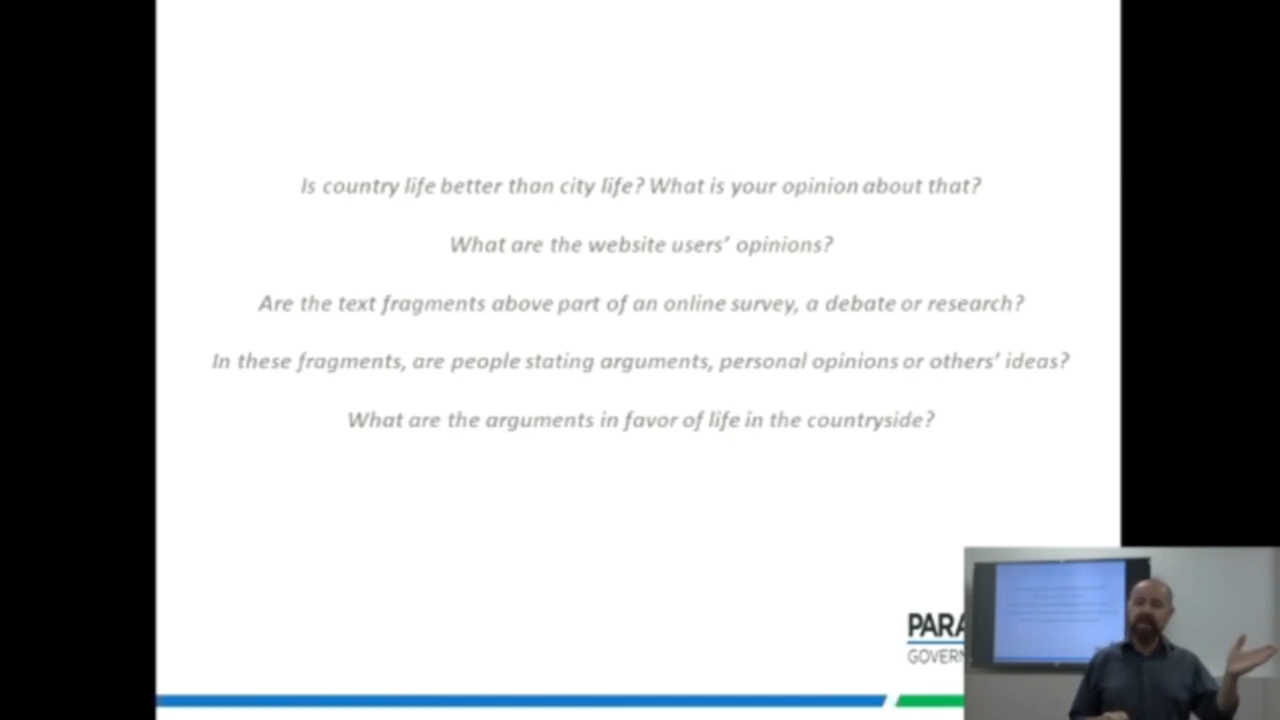 Is country life better than city life? What is your opinion about that?
What are the website users’ opinions?
Are the text fragments above part of an online survey, a debate or research?
In these fragments, are people stating arguments, personal opinions or others’ ideas?
What are the arguments in favor of life in the countryside?
PARA
GOVERN